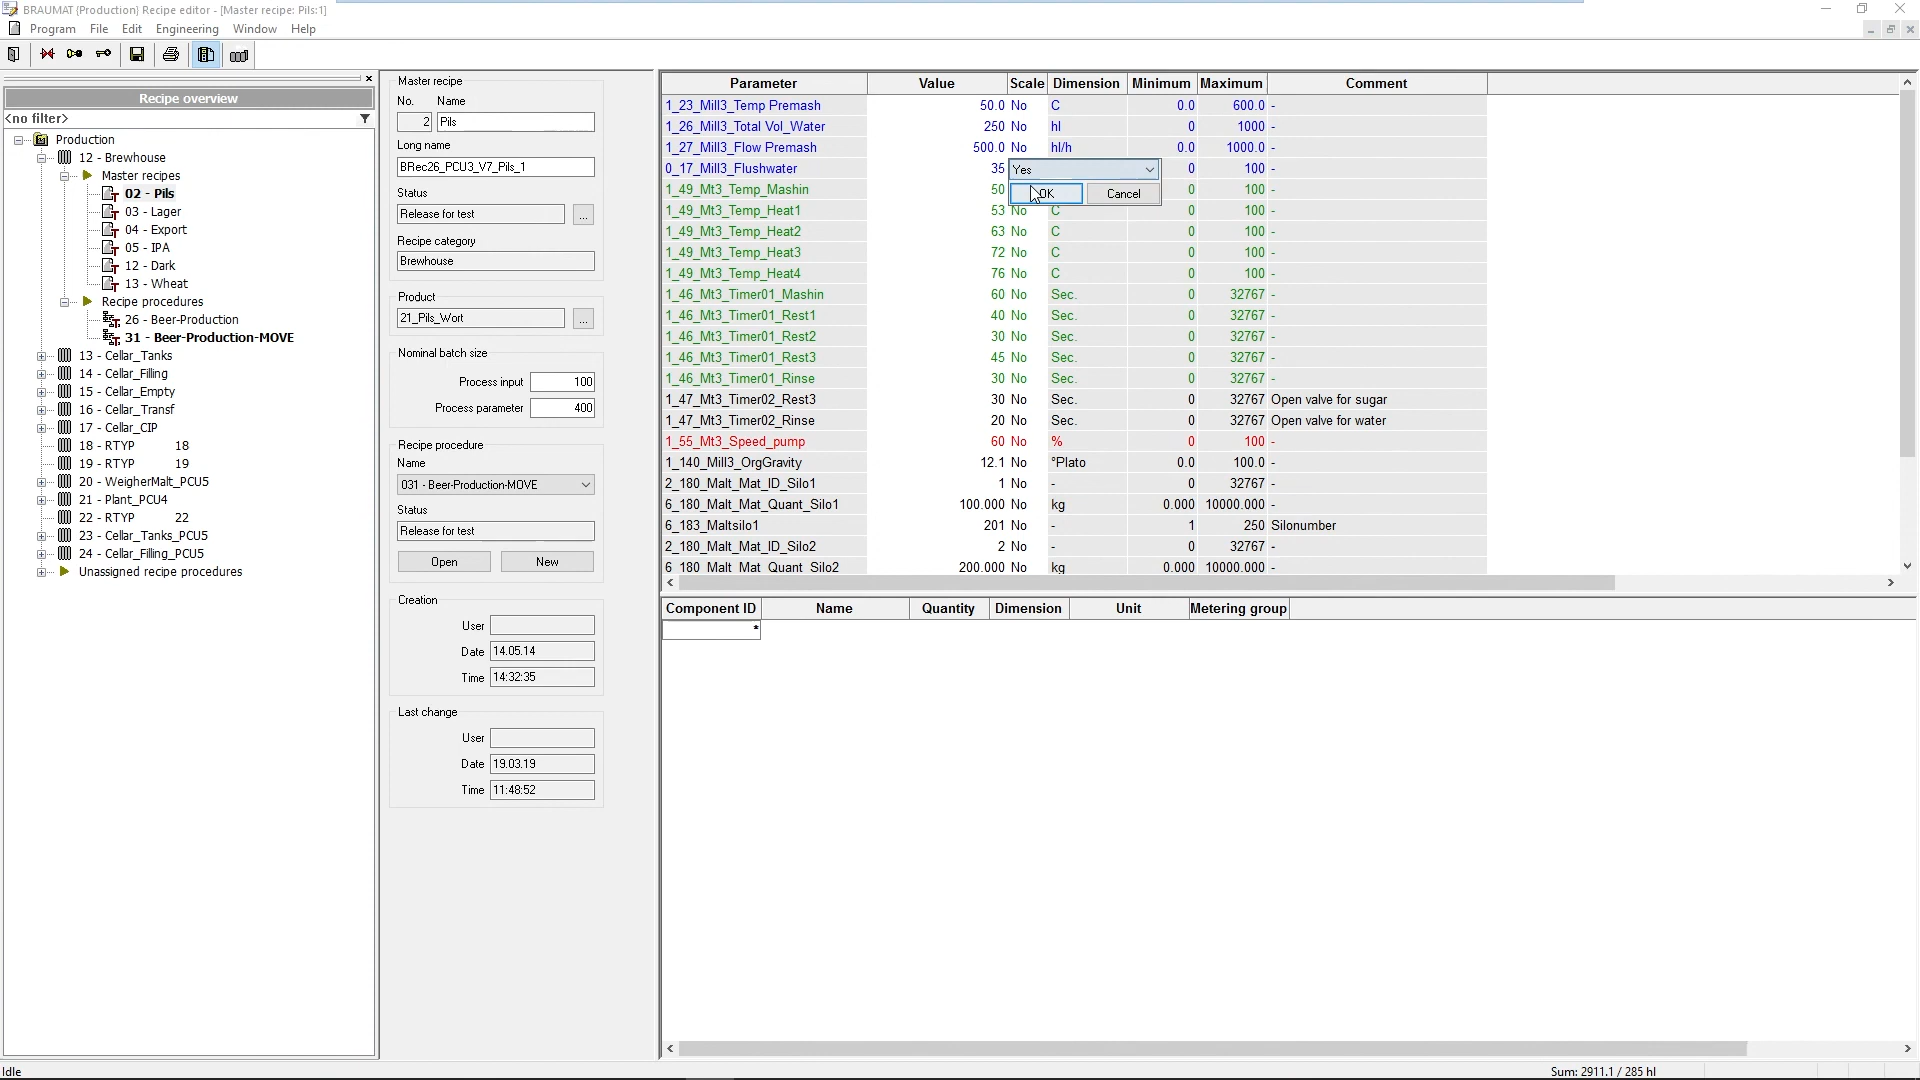 BRAUMAT (Production) Recipe editor - [Master recipe: Pils:1]
Program File Edit Engineering Window Help
Recipe overview
<no filter>
Production
12 - Brewhouse
Master recipes
02 - Pils
03 - Lager
04 - Export
05 - IPA
12 - Dark
13 - Wheat
Recipe procedures
26 - Beer-Production
31 - Beer-Production-MOVE
13 - Cellar_Tanks
14 - Cellar_Filling
15 - Cellar_Empty
16 - Cellar_Transf
17 - Cellar_CIP
18 - RTYP 18
19 - RTYP 19
20 - WeigherMalt_PCU5
21 - Plant_PCU4
22 - RTYP 22
23 - Cellar_Tanks_PCU5
24 - Cellar_Filling_PCU5
Unassigned recipe procedures
Master recipe
No. Name
2 Pils
Long name
BRec26_PCU3_V7_Pils_1
Status
Release for test ...
Recipe category
Brewhouse
Product
21_Pils_Wort ...
Nominal batch size
Process input 100
Process parameter 400
Recipe procedure
Name
031 - Beer-Production-MOVE
Status
Release for test
Open New
Creation
User
Date 14.05.14
Time 14:32:35
Last change
User
Date 19.03.19
Time 11:48:52
Parameter Value Scale Dimension Minimum Maximum Comment
1_23_Mill3_Temp Premash 50.0 No C 0.0 600.0 -
1_26_Mill3_Total Vol_Water 250 No hl 0 1000 -
1_27_Mill3_Flow Premash 500.0 No hl/h 0.0 1000.0 -
0_17_Mill3_Flushwater 35 Yes 0 100 -
1_49_Mt3_Temp_Mashin 50 OK Cancel 0 100 -
1_49_Mt3_Temp_Heat1 53 No C 0 100 -
1_49_Mt3_Temp_Heat2 63 No C 0 100 -
1_49_Mt3_Temp_Heat3 72 No C 0 100 -
1_49_Mt3_Temp_Heat4 76 No C 0 100 -
1_46_Mt3_Timer01_Mashin 60 No Sec. 0 32767 -
1_46_Mt3_Timer01_Rest1 40 No Sec. 0 32767 -
1_46_Mt3_Timer01_Rest2 30 No Sec. 0 32767 -
1_46_Mt3_Timer01_Rest3 45 No Sec. 0 32767 -
1_46_Mt3_Timer01_Rinse 30 No Sec. 0 32767 -
1_47_Mt3_Timer02_Rest3 30 No Sec. 0 32767 Open valve for sugar
1_47_Mt3_Timer02_Rinse 20 No Sec. 0 32767 Open valve for water
1_55_Mt3_Speed_pump 60 No % 0 100 -
1_140_Mill3_OrgGravity 12.1 No °Plato 0.0 100.0 -
2_180_Malt_Mat_ID_Silo1 1 No - 0 32767 -
6_180_Malt_Mat_Quant_Silo1 100.000 No kg 0.000 10000.000 -
6_183_Maltsilo1 201 No - 1 250 Silonumber
2_180_Malt_Mat_ID_Silo2 2 No - 0 32767 -
6_180_Malt_Mat_Quant_Silo2 200.000 No kg 0.000 10000.000 -
Component ID Name Quantity Dimension Unit Metering group
*
Idle Sum: 2911.1 / 285 hl